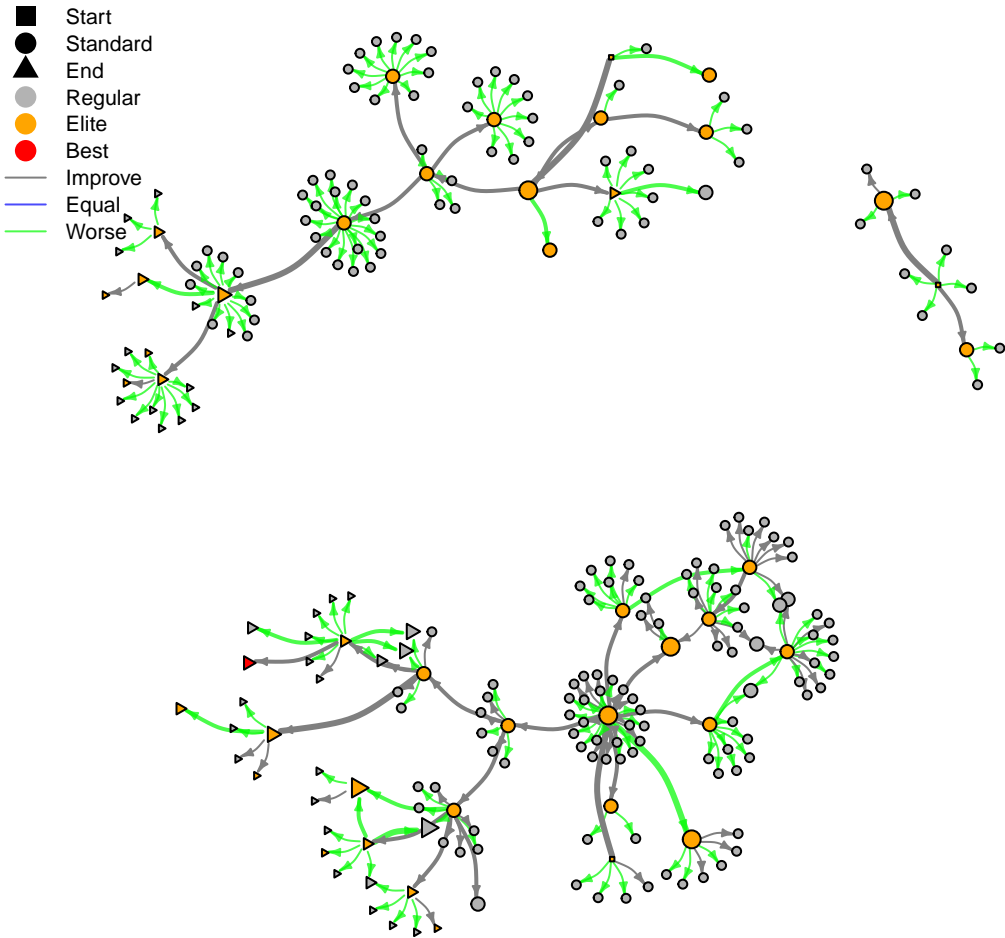 Start
Standard
End
Regular
Elite
Best
Improve
Equal
Worse